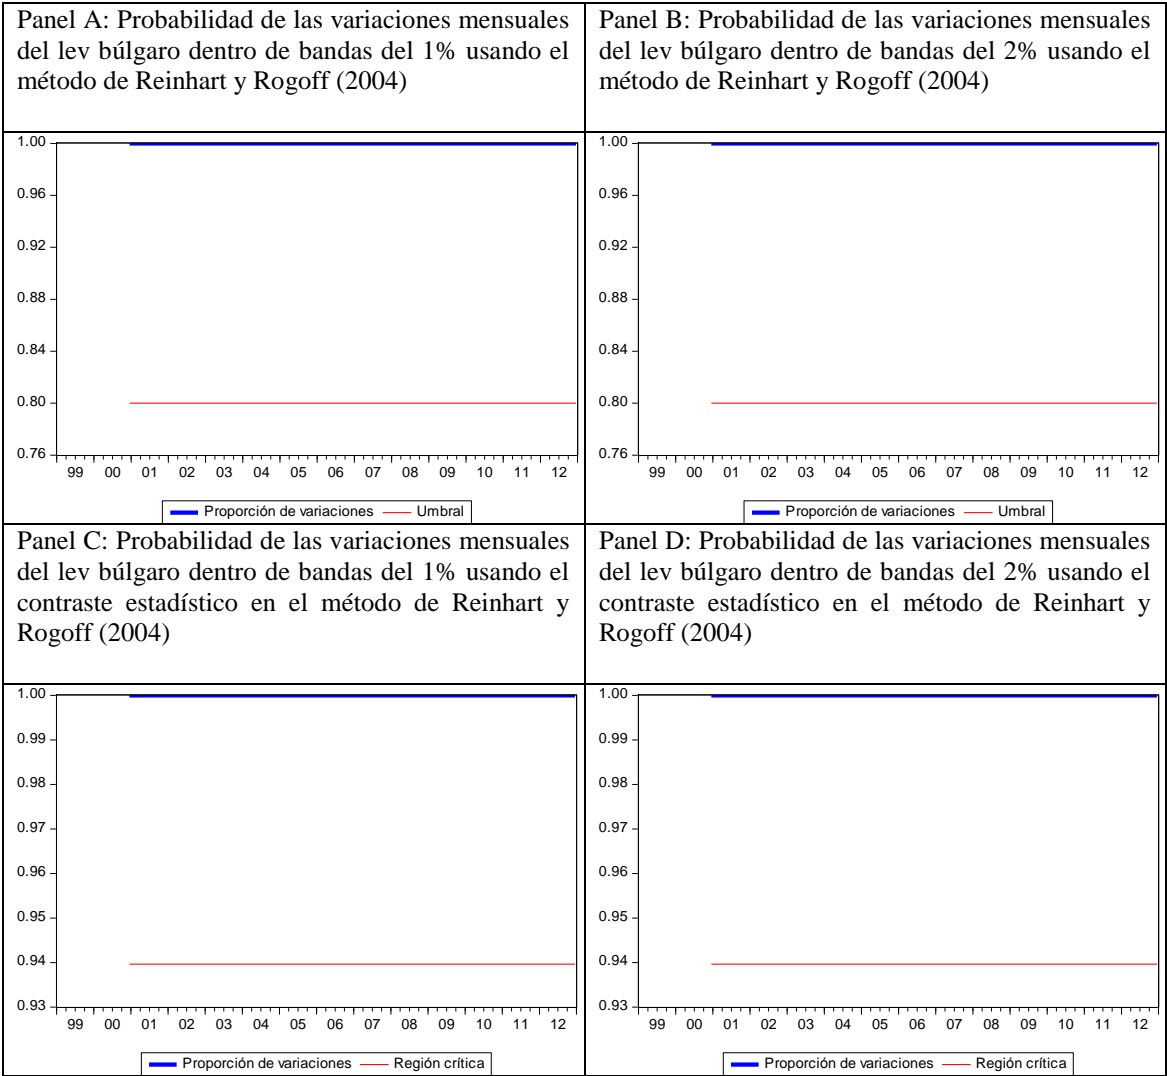 Panel A: Probabilidad de las variaciones mensuales
del lev búlgaro dentro de bandas del 1% usando el
método de Reinhart y Rogoff (2004)
Panel B: Probabilidad de las variaciones mensuales
del lev búlgaro dentro de bandas del 2% usando el
método de Reinhart y Rogoff (2004)
1.00
0.96
0.92
0.88
0.84
0.80
0.76
99 00 01 02 03 04 05 06 07 08 09 10 11 12
Proporción de variaciones Umbral
1.00
0.96
0.92
0.88
0.84
0.80
0.76
99 00 01 02 03 04 05 06 07 08 09 10 11 12
Proporción de variaciones Umbral
Panel C: Probabilidad de las variaciones mensuales
del lev búlgaro dentro de bandas del 1% usando el
contraste estadístico en el método de Reinhart y
Rogoff (2004)
Panel D: Probabilidad de las variaciones mensuales
del lev búlgaro dentro de bandas del 2% usando el
contraste estadístico en el método de Reinhart y
Rogoff (2004)
1.00
0.99
0.98
0.97
0.96
0.95
0.94
0.93
99 00 01 02 03 04 05 06 07 08 09 10 11 12
Proporción de variaciones Región crítica
1.00
0.99
0.98
0.97
0.96
0.95
0.94
0.93
99 00 01 02 03 04 05 06 07 08 09 10 11 12
Proporción de variaciones Región crítica